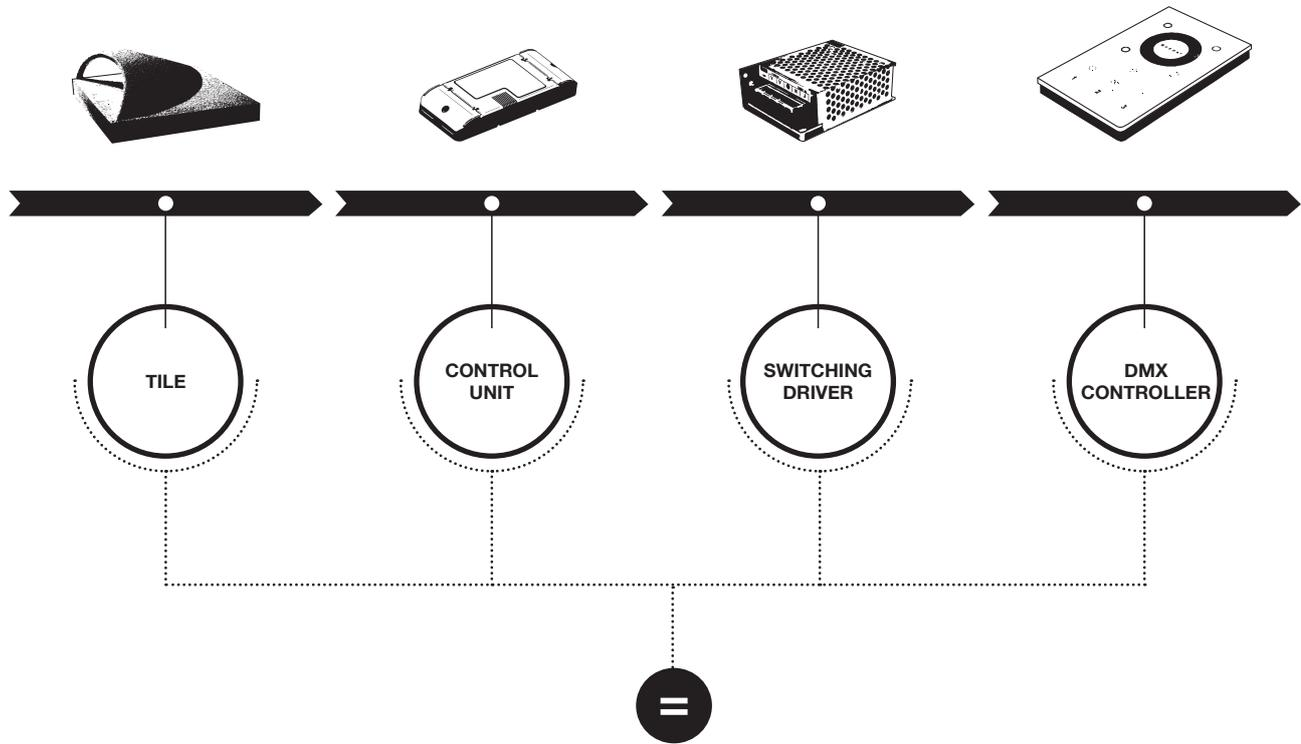 TILE
CONTROL
UNIT
SWITCHING
DRIVER
DMX
CONTROLLER
=